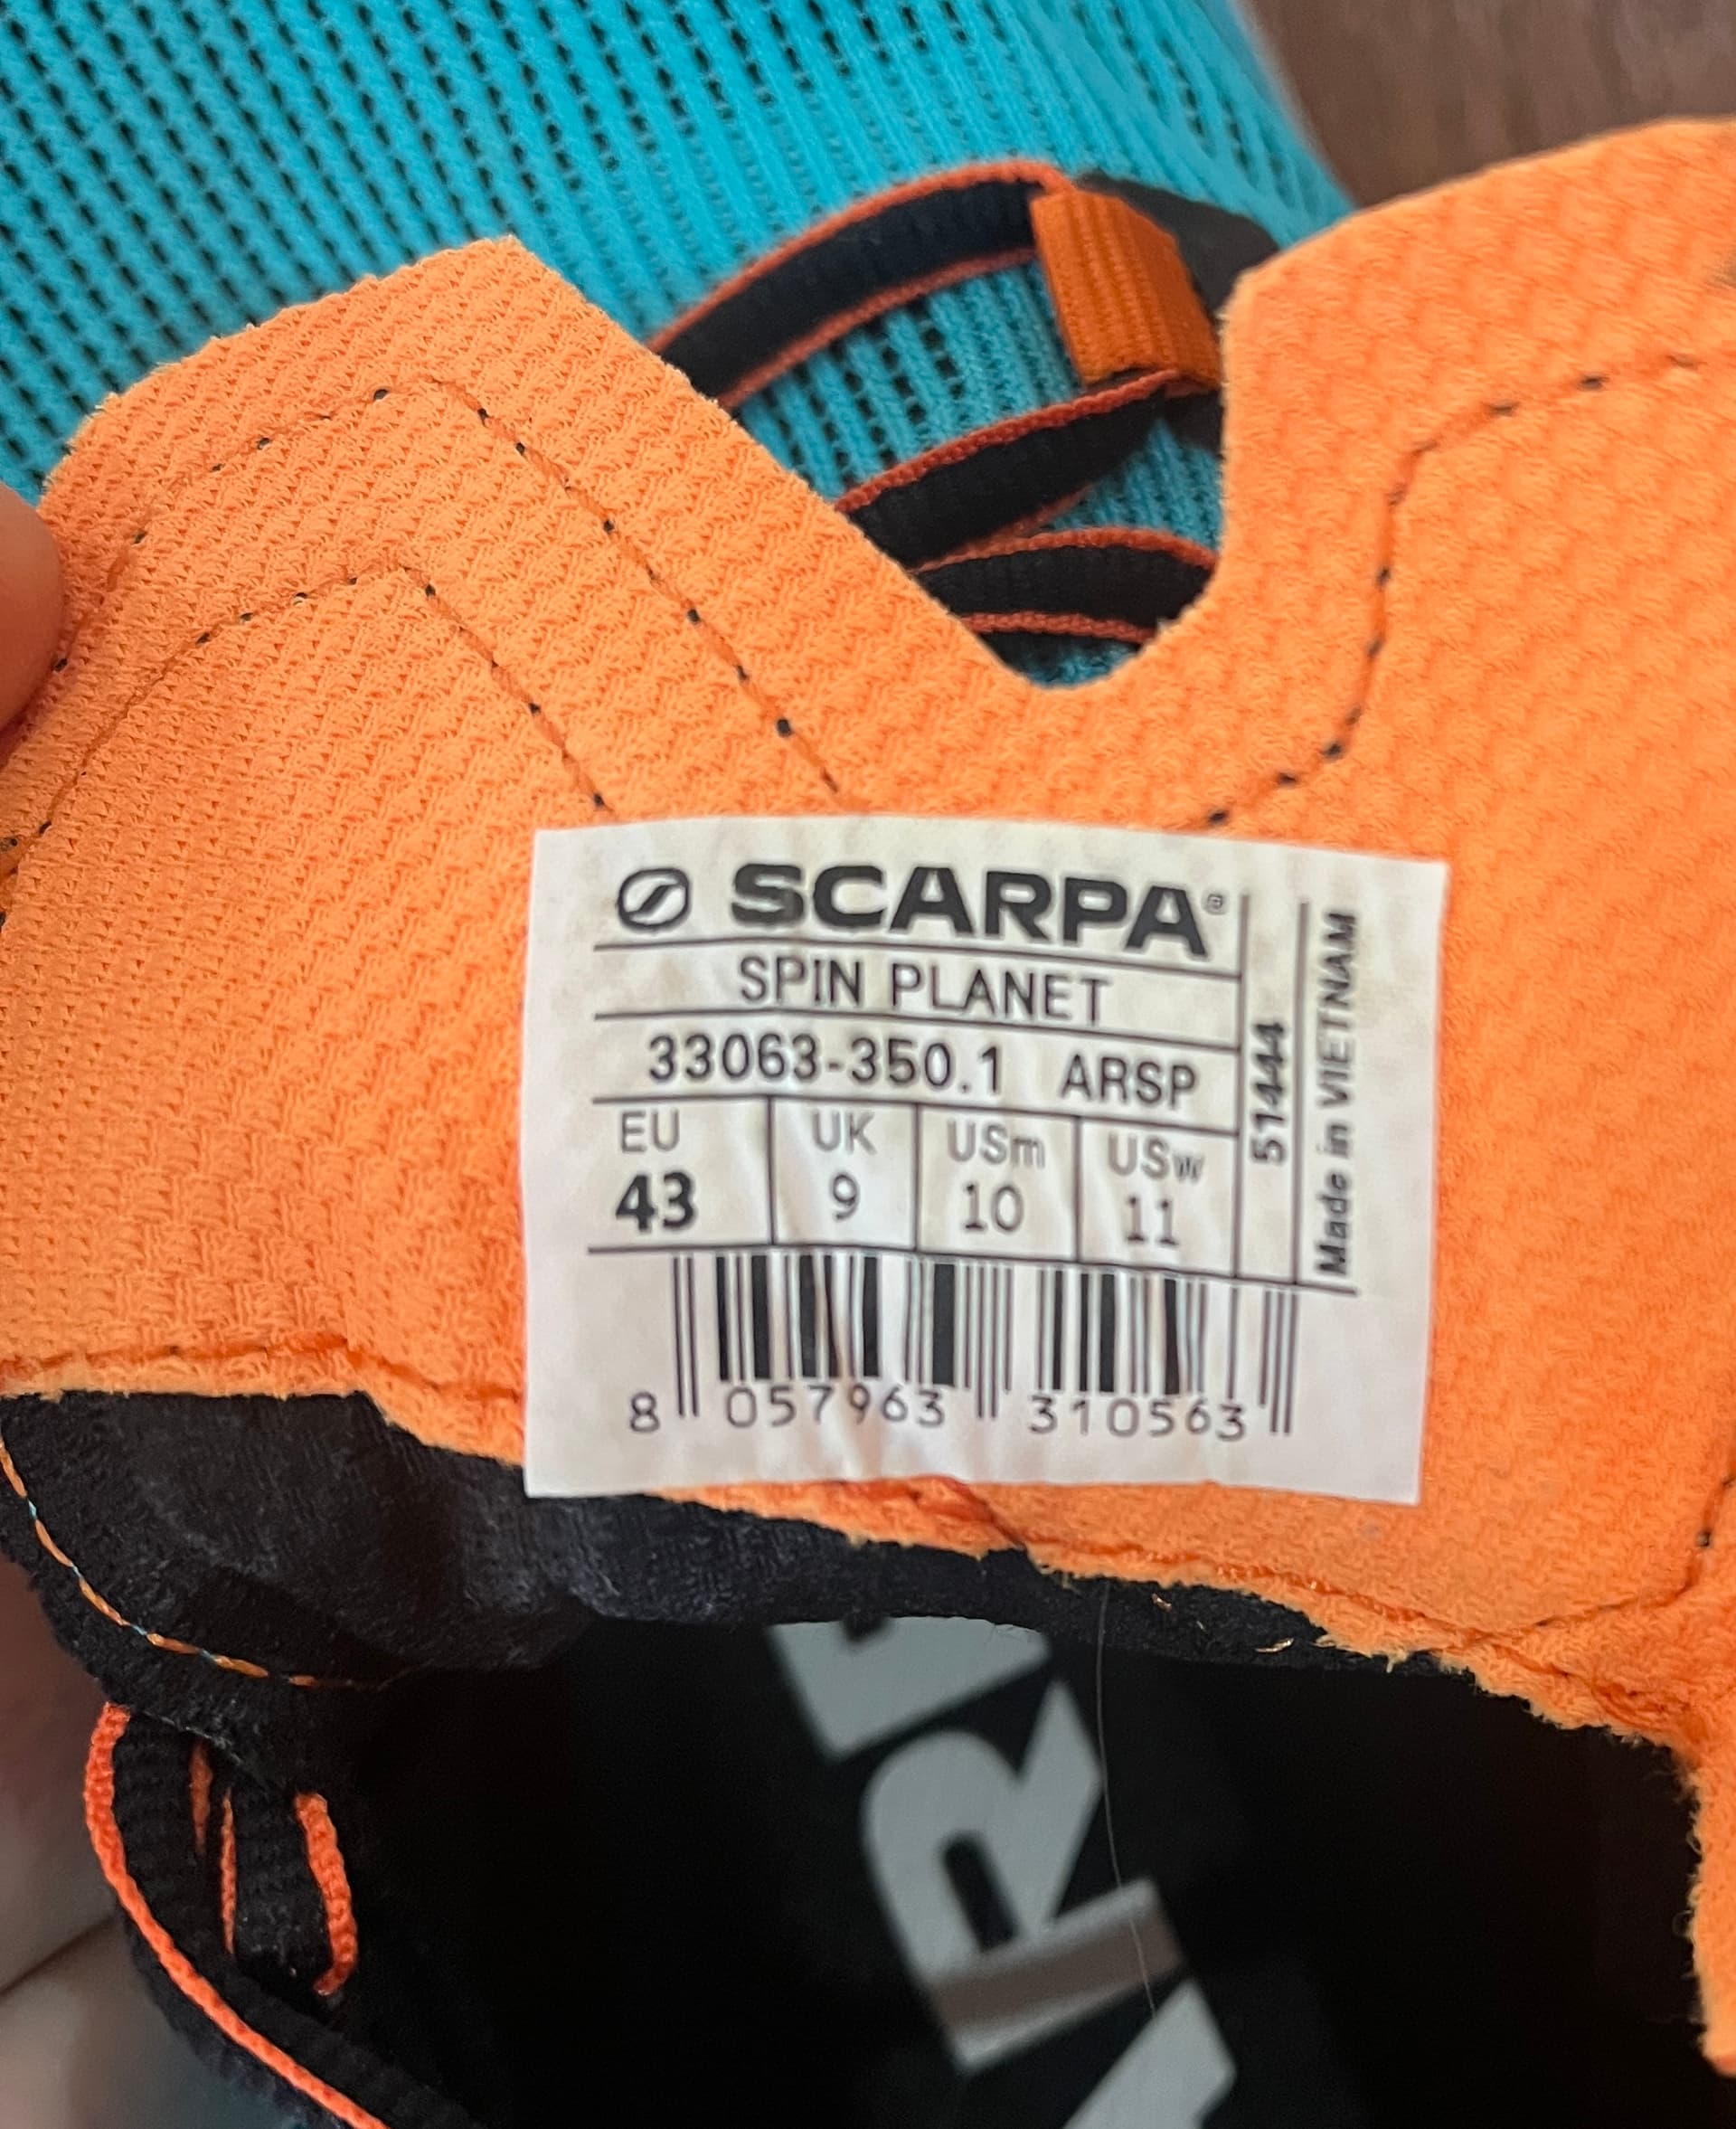 SCARPA®
SPIN PLANET
33063-350.1 ARSP
EU UK USm USw
43 9 10 11
51444
Made in VIETNAM
8 057963 310563